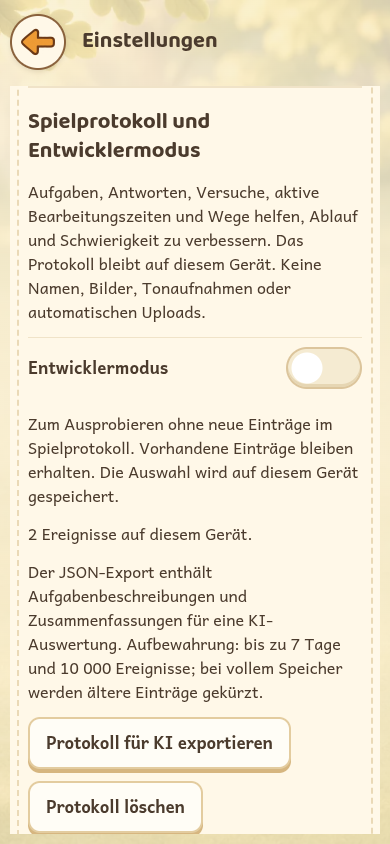 Einstellungen
Spielprotokoll und
Entwicklermodus
Aufgaben, Antworten, Versuche, aktive
Bearbeitungszeiten und Wege helfen, Ablauf
und Schwierigkeit zu verbessern. Das
Protokoll bleibt auf diesem Gerät. Keine
Namen, Bilder, Tonaufnahmen oder
automatischen Uploads.
Entwicklermodus
Zum Ausprobieren ohne neue Einträge im
Spielprotokoll. Vorhandene Einträge bleiben
erhalten. Die Auswahl wird auf diesem Gerät
gespeichert.
2 Ereignisse auf diesem Gerät.
Der JSON-Export enthält
Aufgabenbeschreibungen und
Zusammenfassungen für eine KI-
Auswertung. Aufbewahrung: bis zu 7 Tage
und 10 000 Ereignisse; bei vollem Speicher
werden ältere Einträge gekürzt.
Protokoll für KI exportieren
Protokoll löschen